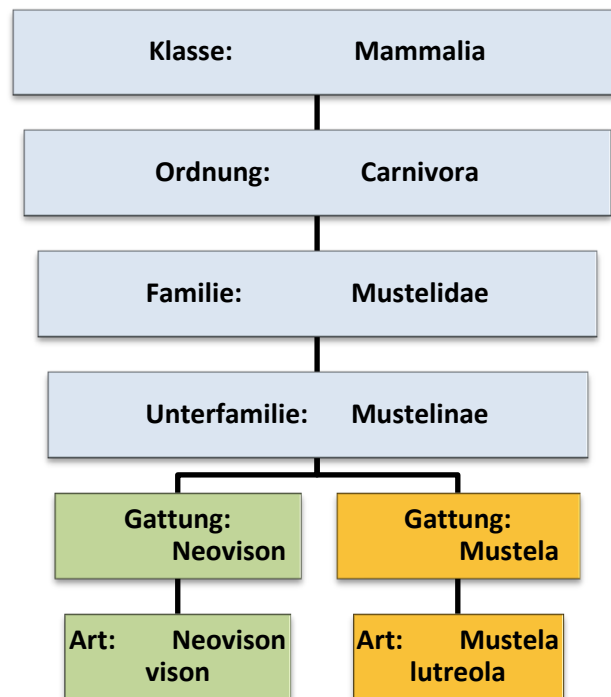 Klasse: Mammalia
Ordnung: Carnivora
Familie: Mustelidae
Unterfamilie: Mustelinae
Gattung:
Neovison
Gattung:
Mustela
Art: Neovison
vison
Art: Mustela
lutreola